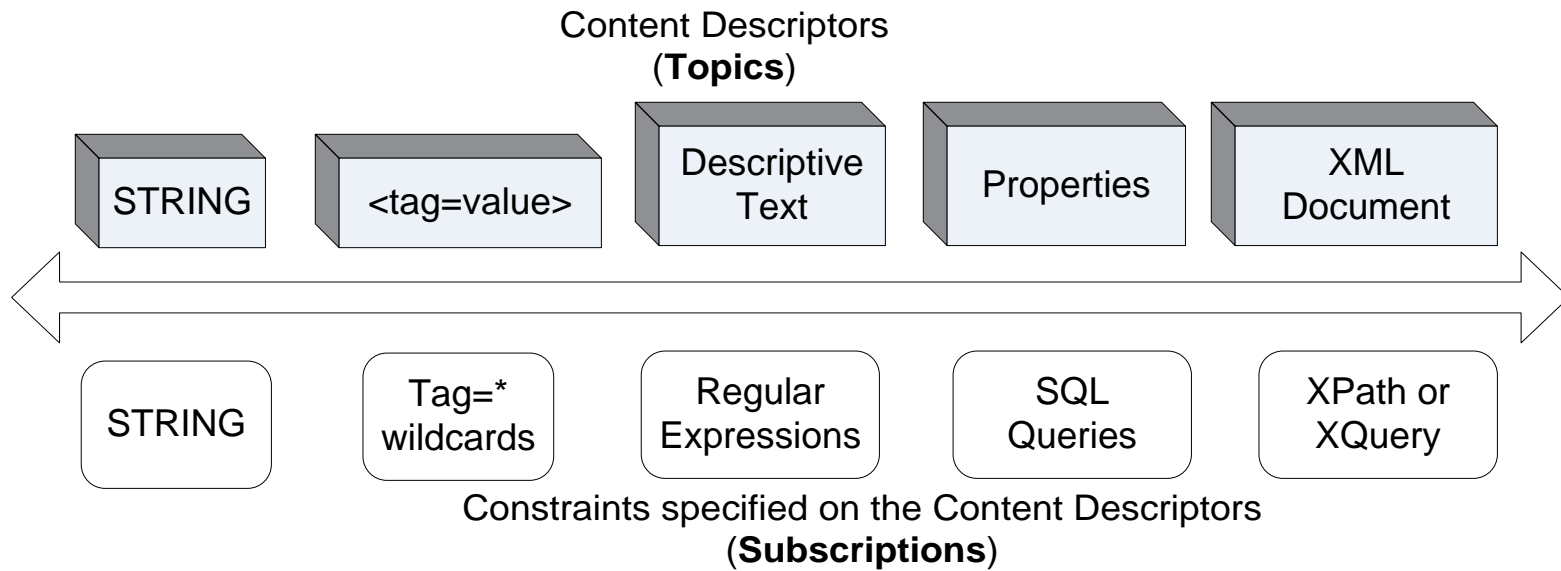 Content Descriptors
(Topics)
STRING
<tag=value>
Descriptive
Text
Properties
XML
Document
STRING
Tag=*
wildcards
Regular
Expressions
SQL
Queries
XPath or
XQuery
Constraints specified on the Content Descriptors
(Subscriptions)